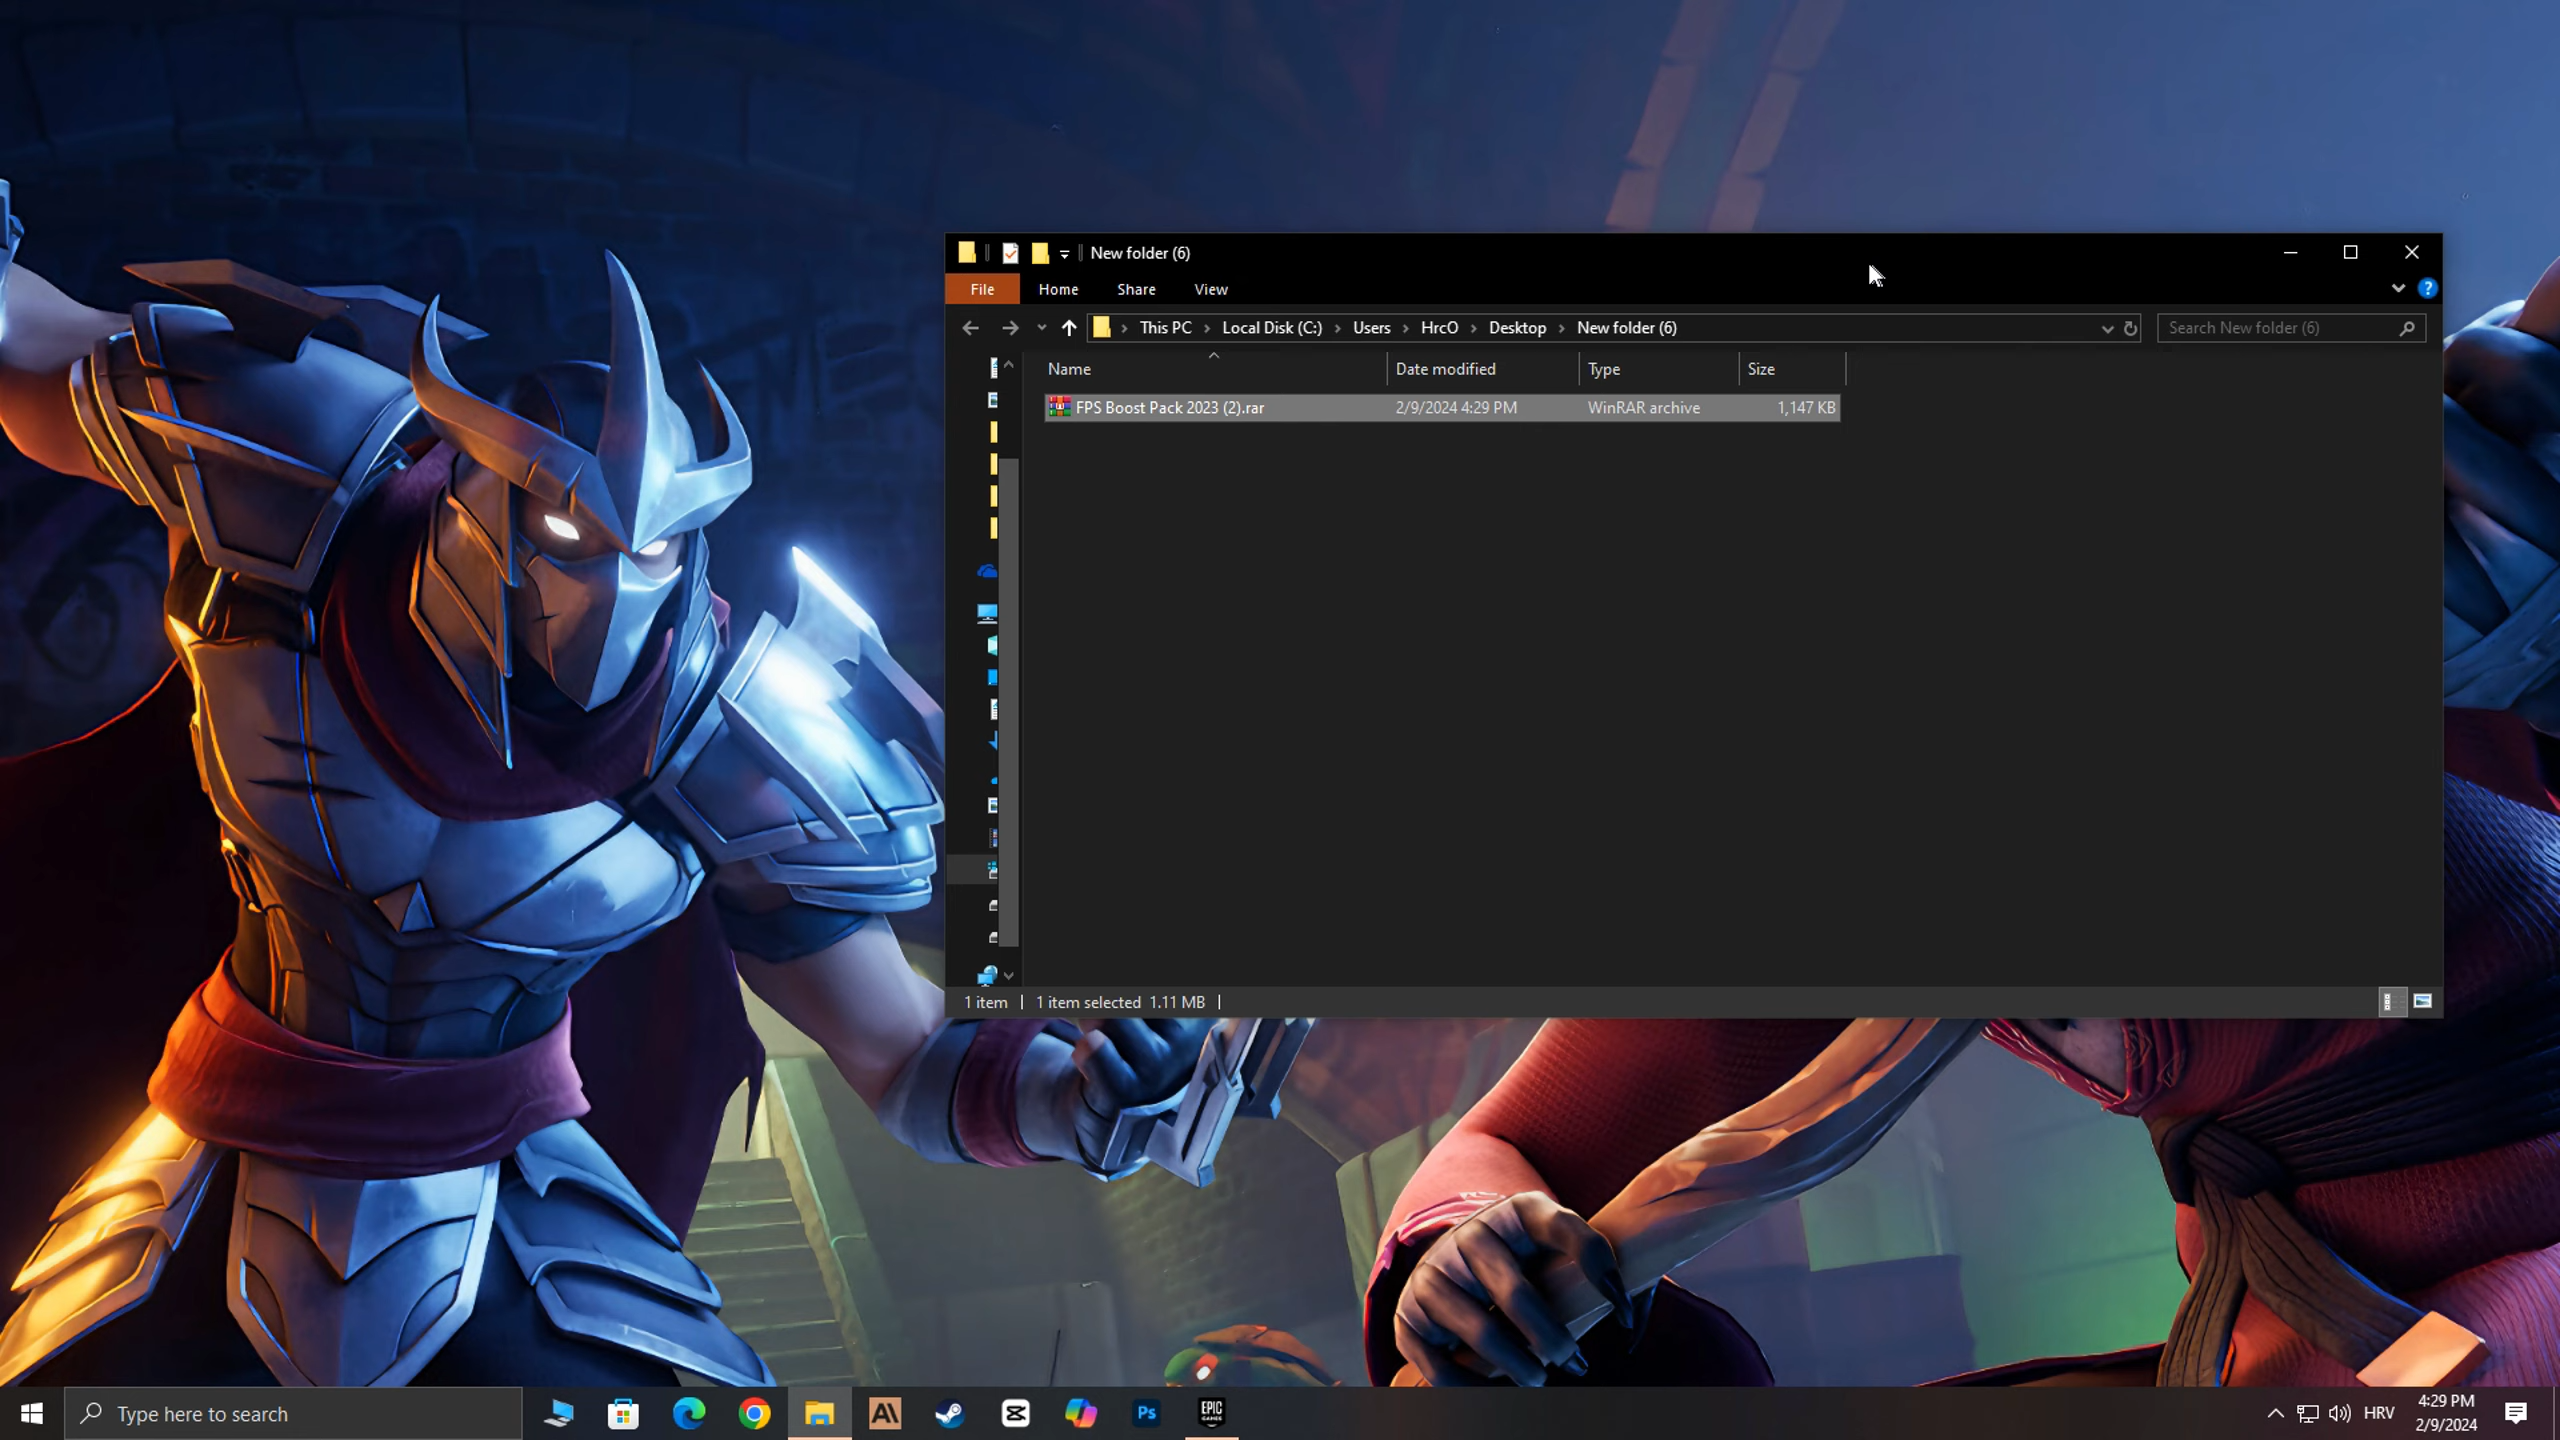 New folder (6)
File Home Share View
?
This PC Local Disk (C:) Users HrcO Desktop New folder (6)
Search New folder (6)
Name Date modified Type Size
FPS Boost Pack 2023 (2).rar 2/9/2024 4:29 PM WinRAR archive 1,147 KB
1 item 1 item selected 1.11 MB
Type here to search
Ps
EPIC
GAMES
HRV
4:29 PM
2/9/2024